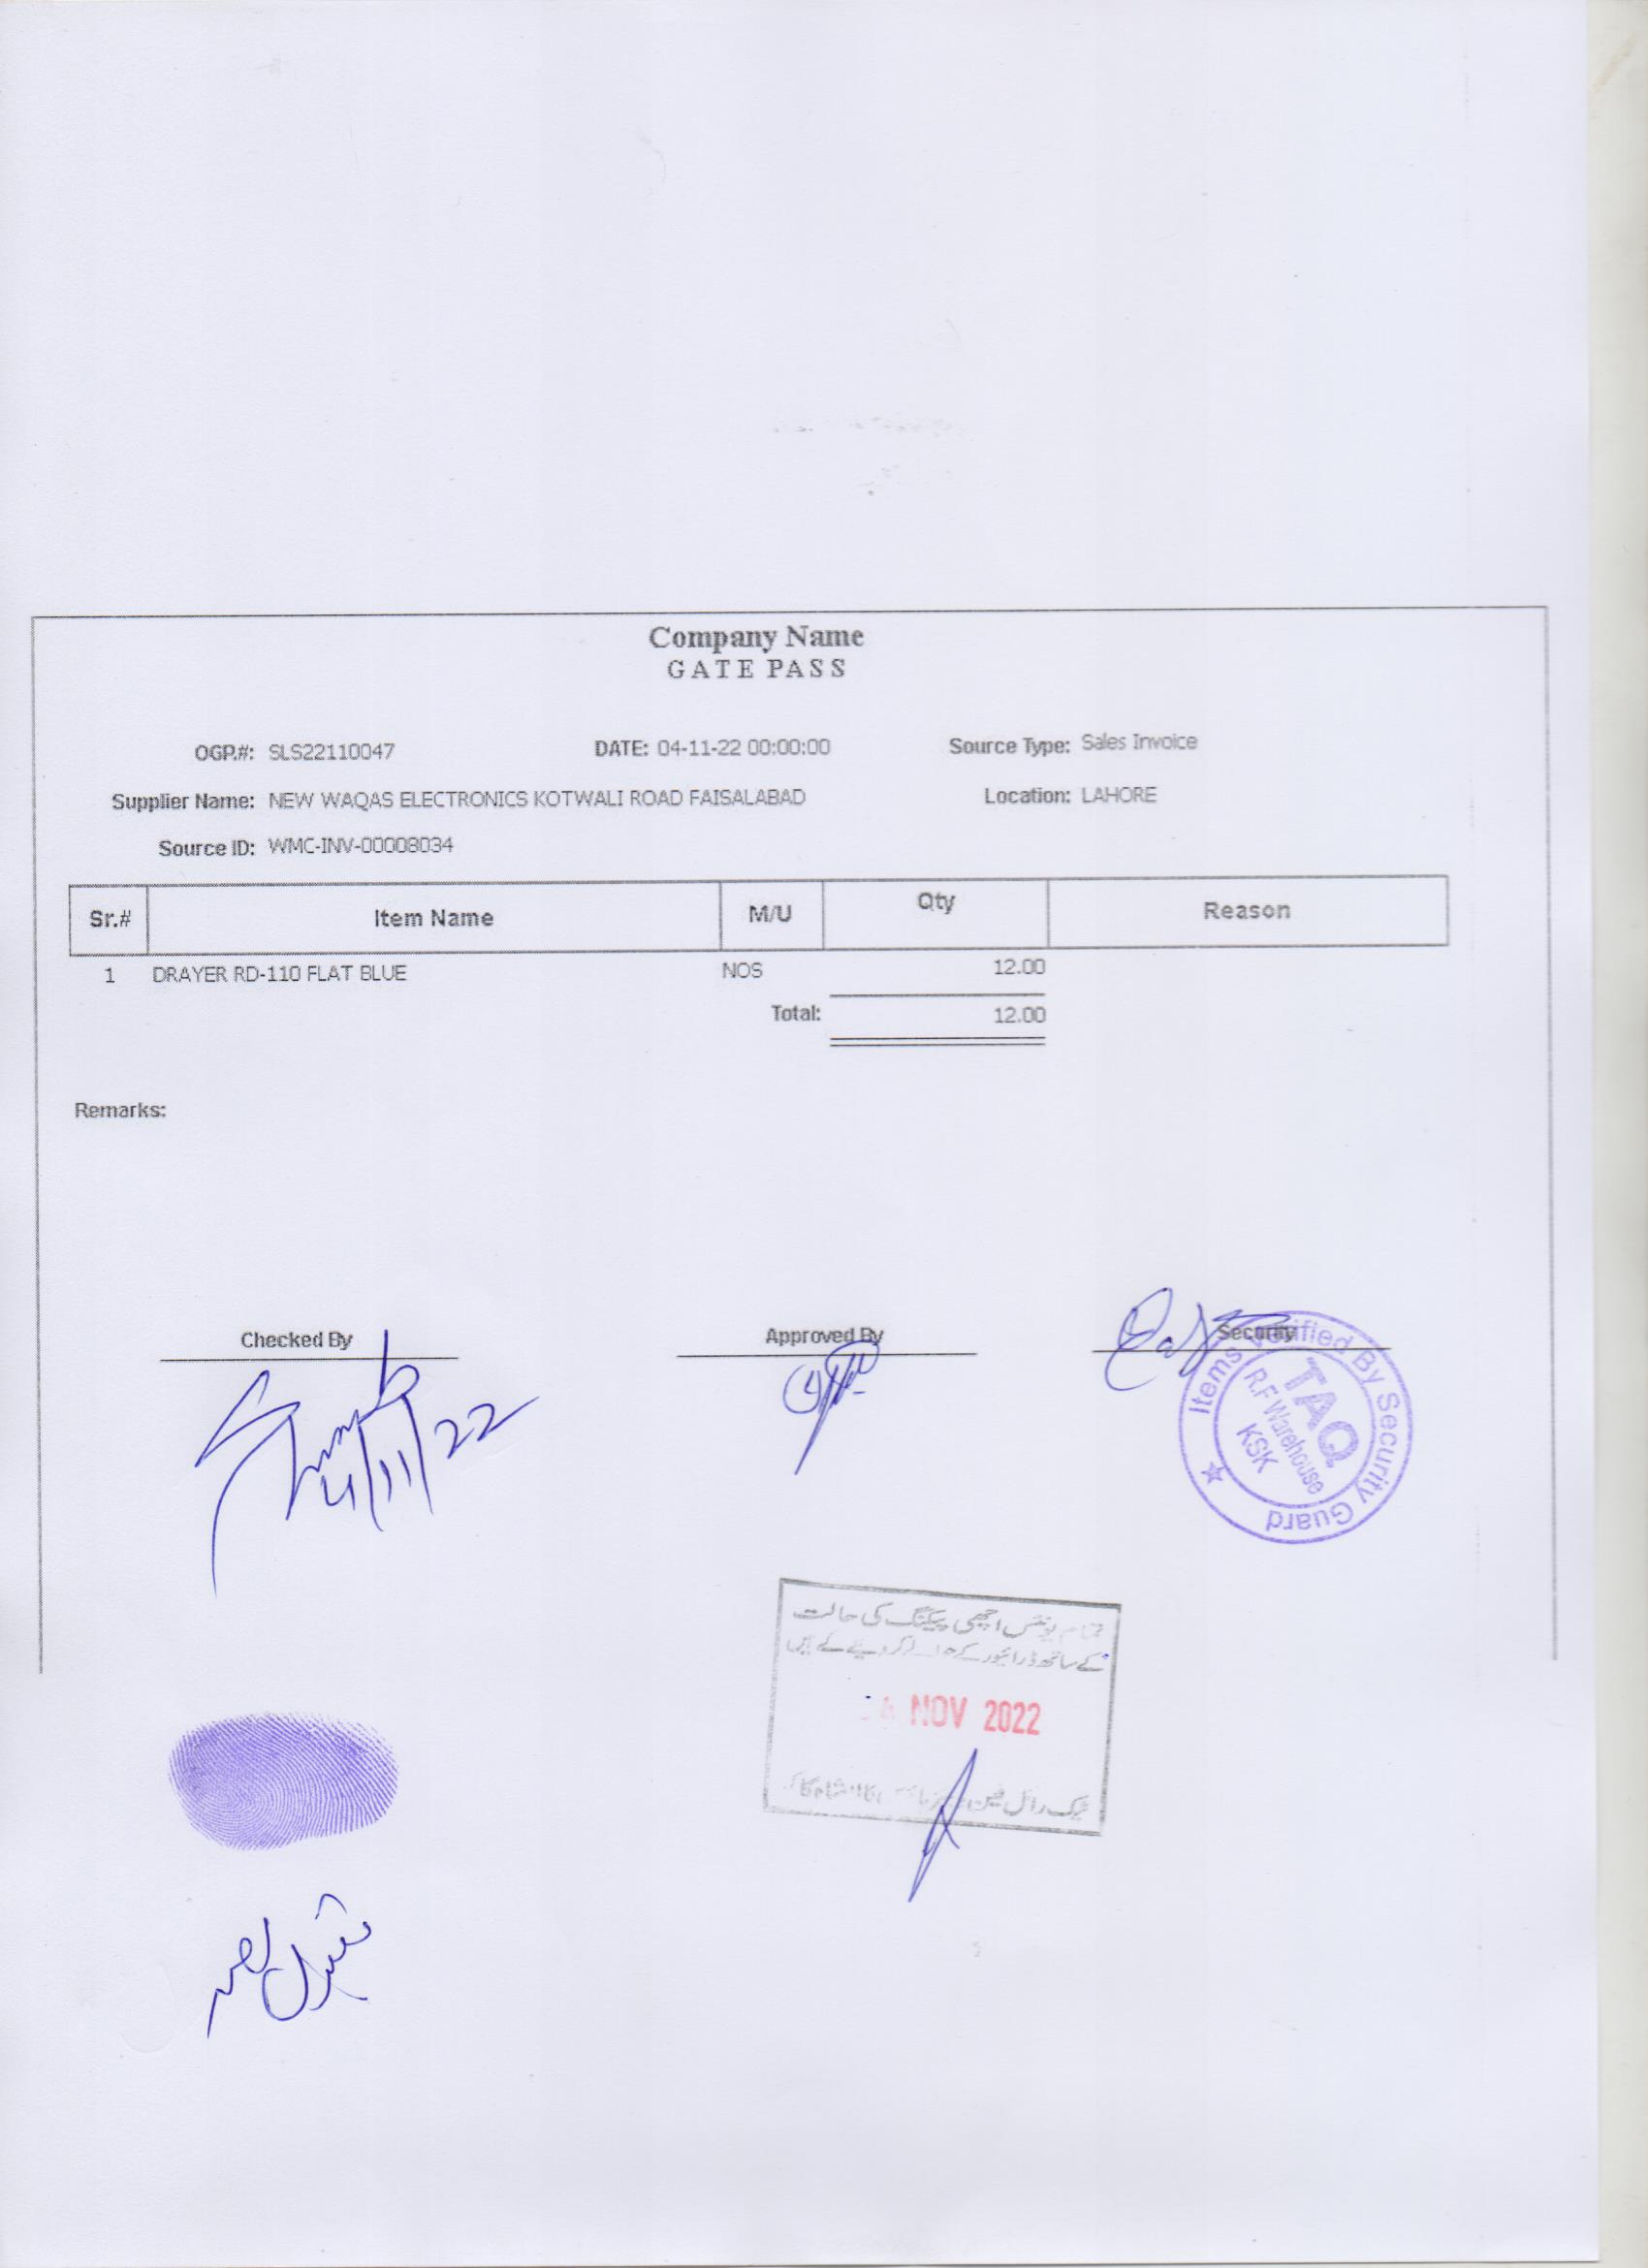 Company Name
GATE PASS
OGP.#: SLS22110047 DATE: 04-11-22 00:00:00 Source Type: Sales Invoice
Supplier Name: NEW WAQAS ELECTRONICS KOTWALI ROAD FAISALABAD Location: LAHORE
Source ID: WMC-INV-00008034
Sr.# Item Name M/U Qty Reason
1 DRAYER RD-110 FLAT BLUE NOS 12.00
Total: 12.00
Remarks:
Checked By Approved By Security
4/11/22
Items Verified By Security Guard
TAQ
R.F Warehouse
KSK
تمام یونٹس اچھی پیکنگ کی حالت
کے ساتھ ڈرائیور کے حوالے کر دیئے گئے ہیں
4 NOV 2022